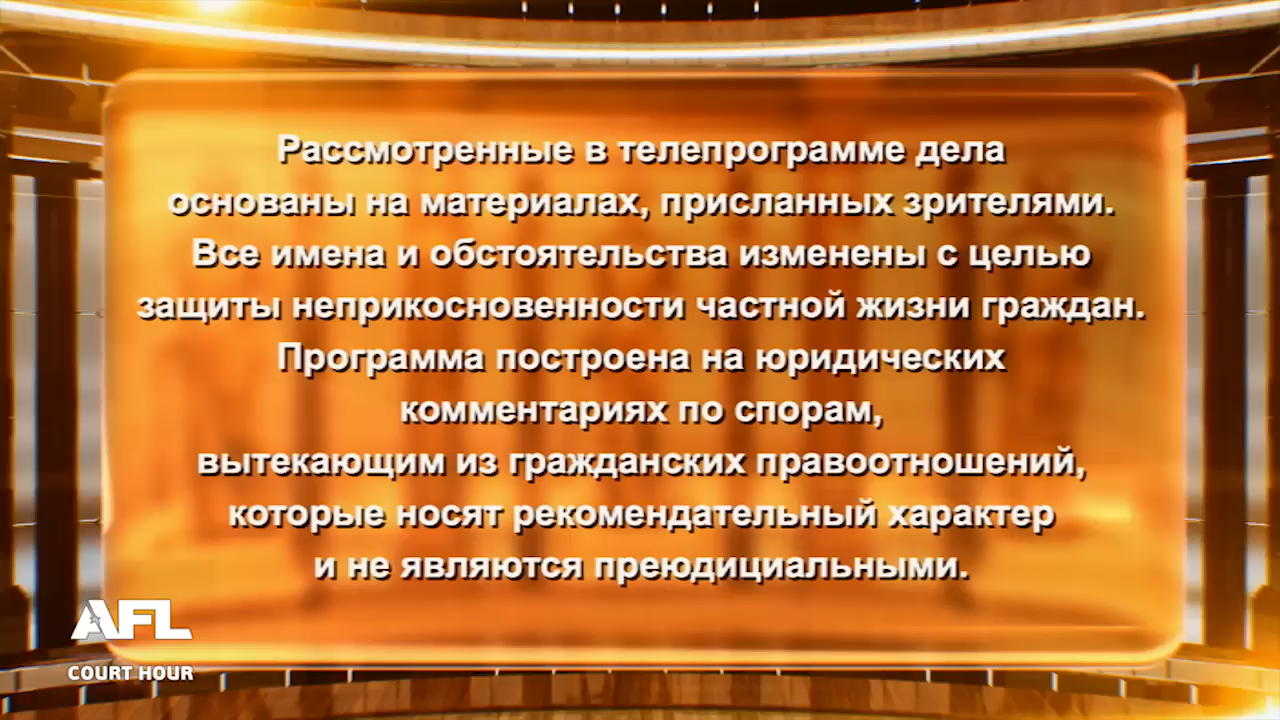 Рассмотренные в телепрограмме дела
основаны на материалах, присланных зрителями.
Все имена и обстоятельства изменены с целью
защиты неприкосновенности частной жизни граждан.
Программа построена на юридических
комментариях по спорам,
вытекающим из гражданских правоотношений,
которые носят рекомендательный характер
и не являются преюдициальными.
AFL
COURT HOUR